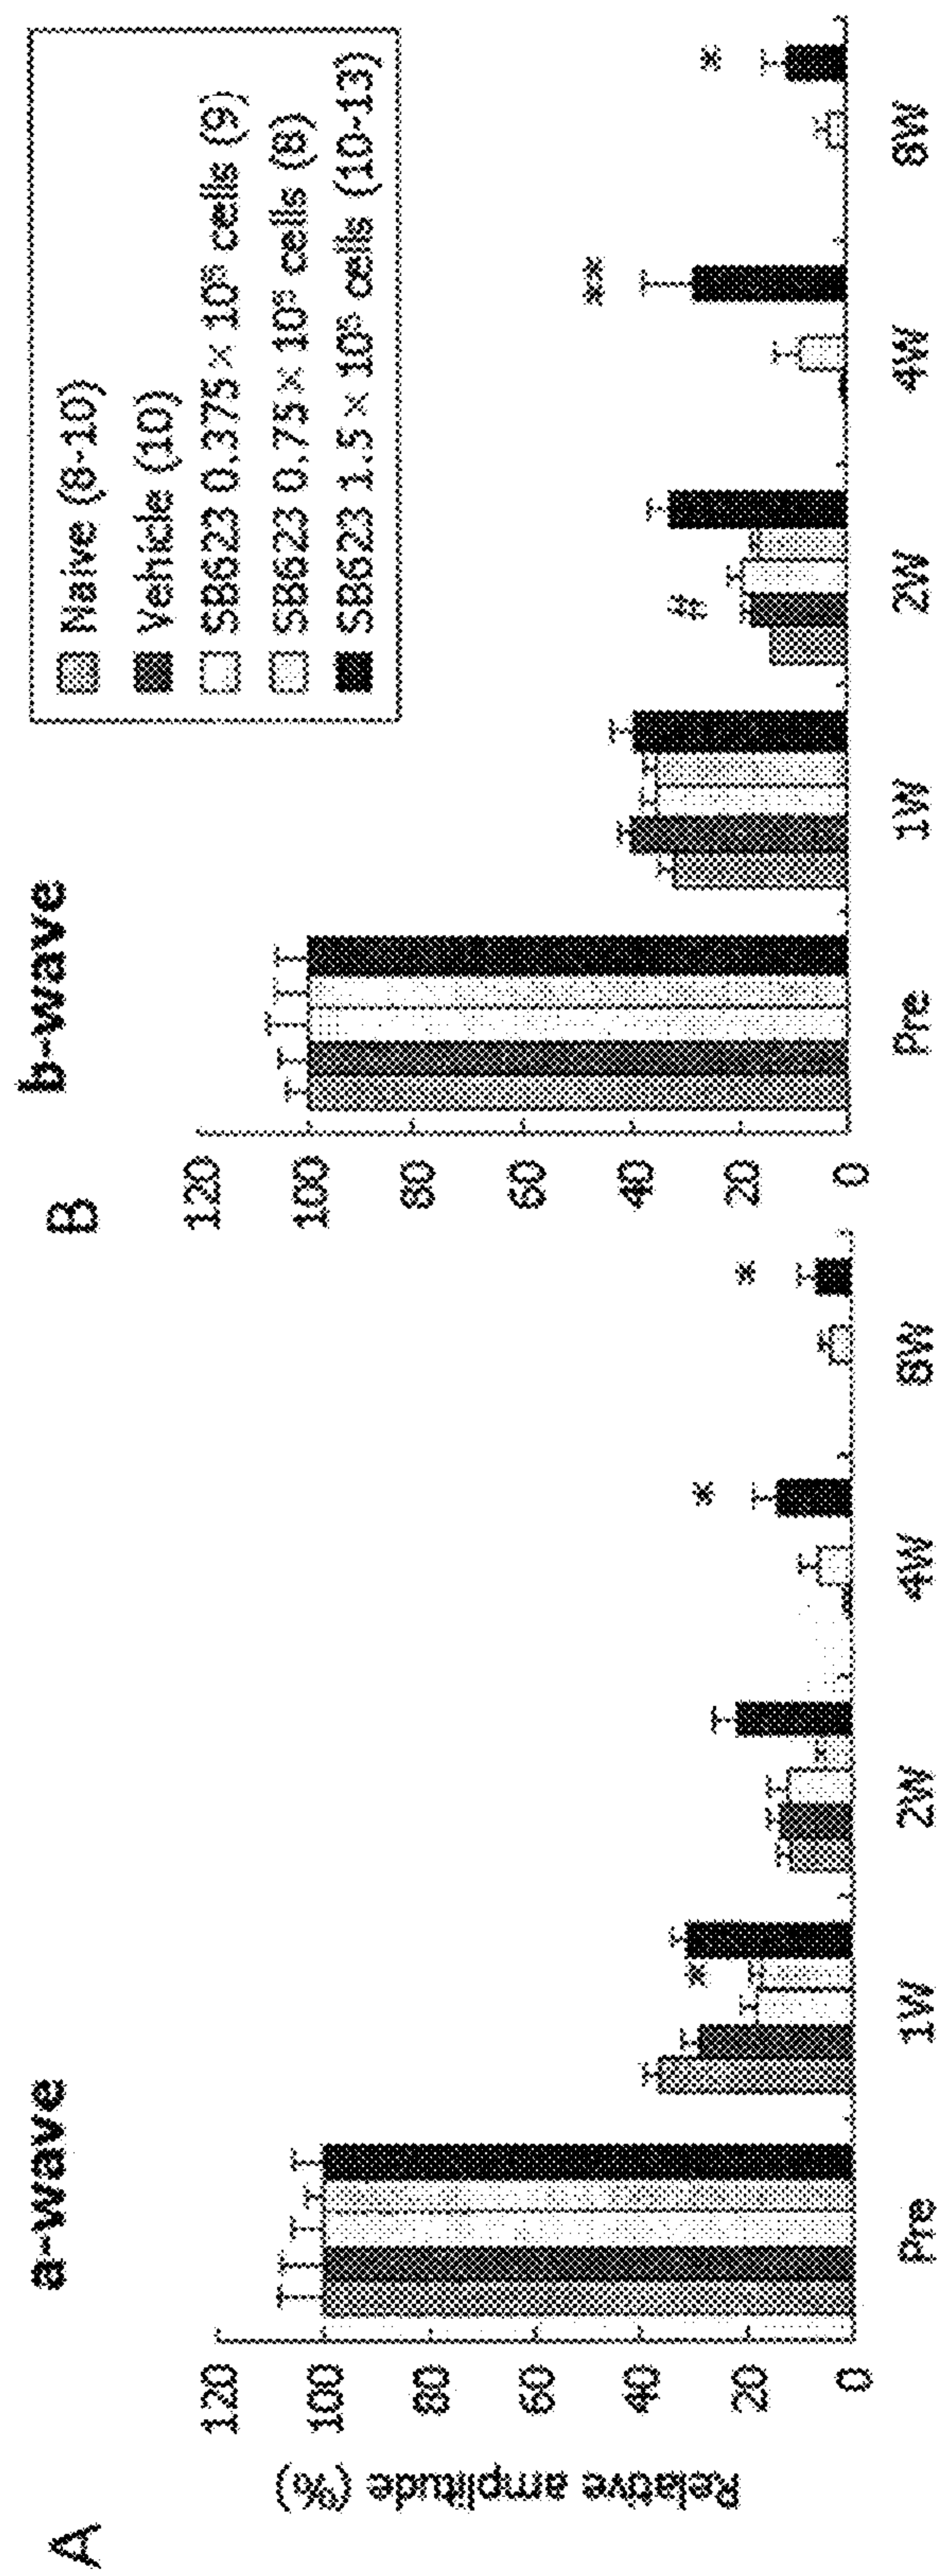 A
a-wave
Relative amplitude (%)
120
100
80
60
40
20
0
Pre
1W
2W
4W
8W
*
*
*
B
b-wave
120
100
80
60
40
20
0
Pre
1W
2W
4W
8W
#
**
*
Naive (8-10)
Vehicle (10)
SB623 0.375 × 10⁵ cells (9)
SB623 0.75 × 10⁵ cells (8)
SB623 1.5 × 10⁵ cells (10-13)